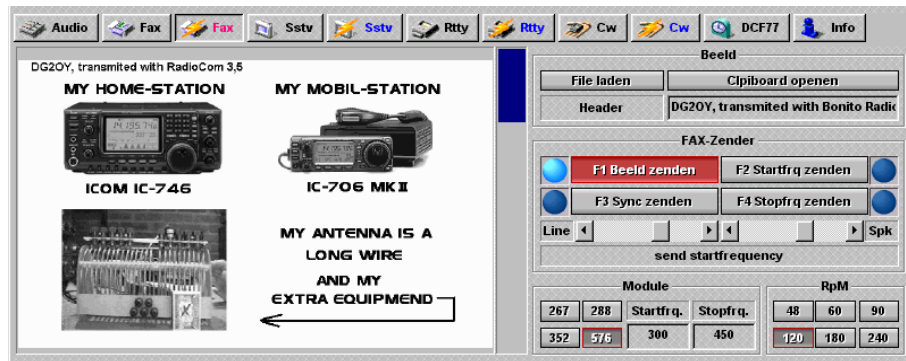 Audio Fax Fax Sstv Sstv Rtty Rtty Cw Cw DCF77 Info
DG2OY, transmited with RadioCom 3,5
MY HOME-STATION MY MOBIL-STATION
ICOM IC-746 IC-706 MKII
MY ANTENNA IS A
LONG WIRE
AND MY
EXTRA EQUIPMEND
Beeld
File laden Clpiboard openen
Header DG2OY, transmited with Bonito Radic
FAX-Zender
F1 Beeld zenden F2 Startfrq zenden
F3 Sync zenden F4 Stopfrq zenden
Line Spk
send startfrequency
Module RpM
267 288 Startfrq. Stopfrq. 48 60 90
352 576 300 450 120 180 240